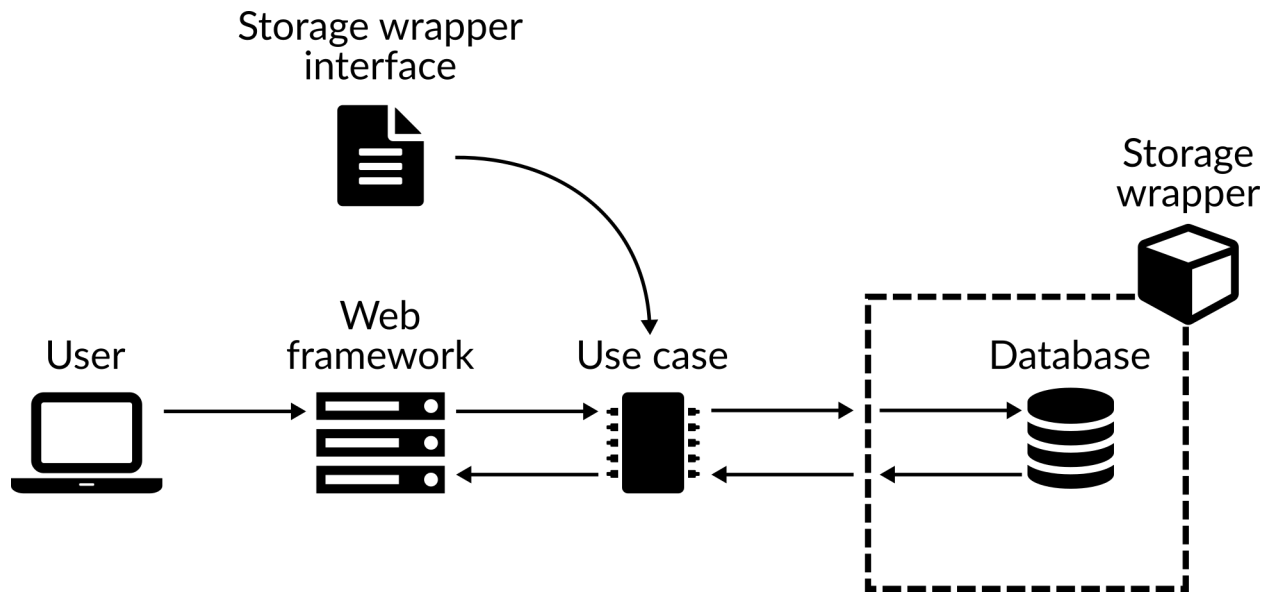 Storage wrapper
interface
Storage
wrapper
Web
framework
User
Use case
Database